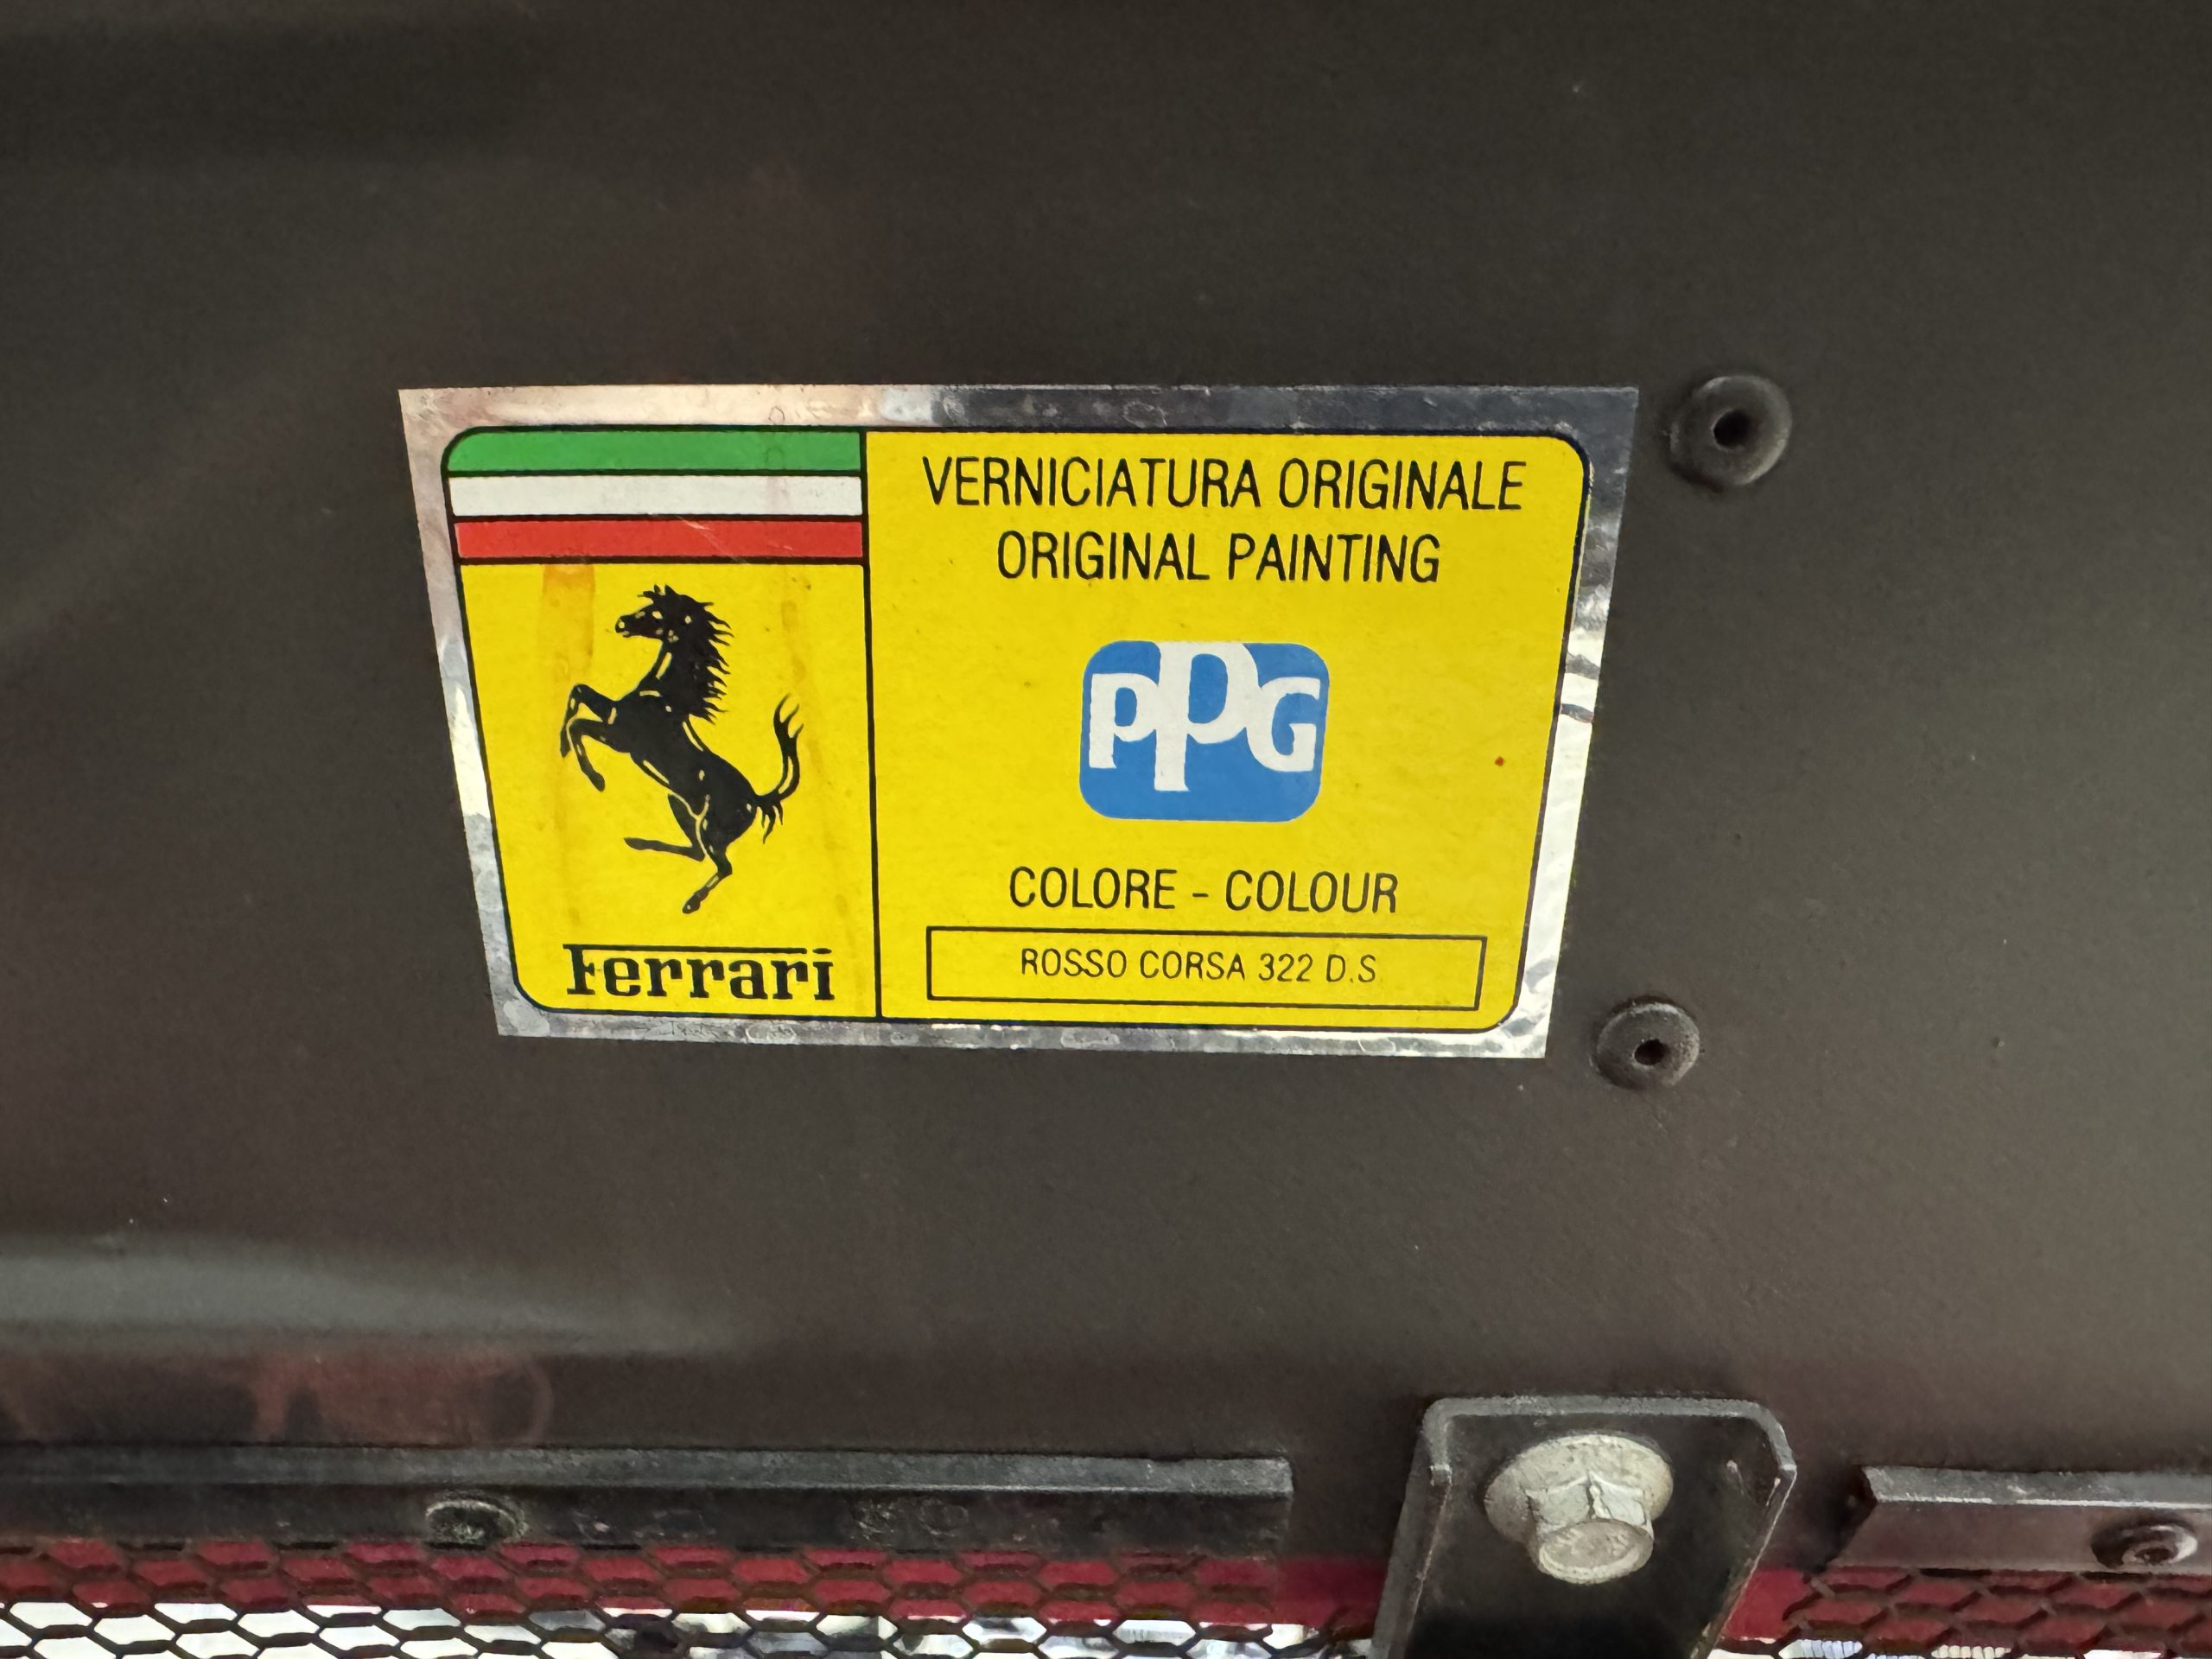 VERNICIATURA ORIGINALE
ORIGINAL PAINTING
PPG
COLORE - COLOUR
ROSSO CORSA 322 D.S
Ferrari